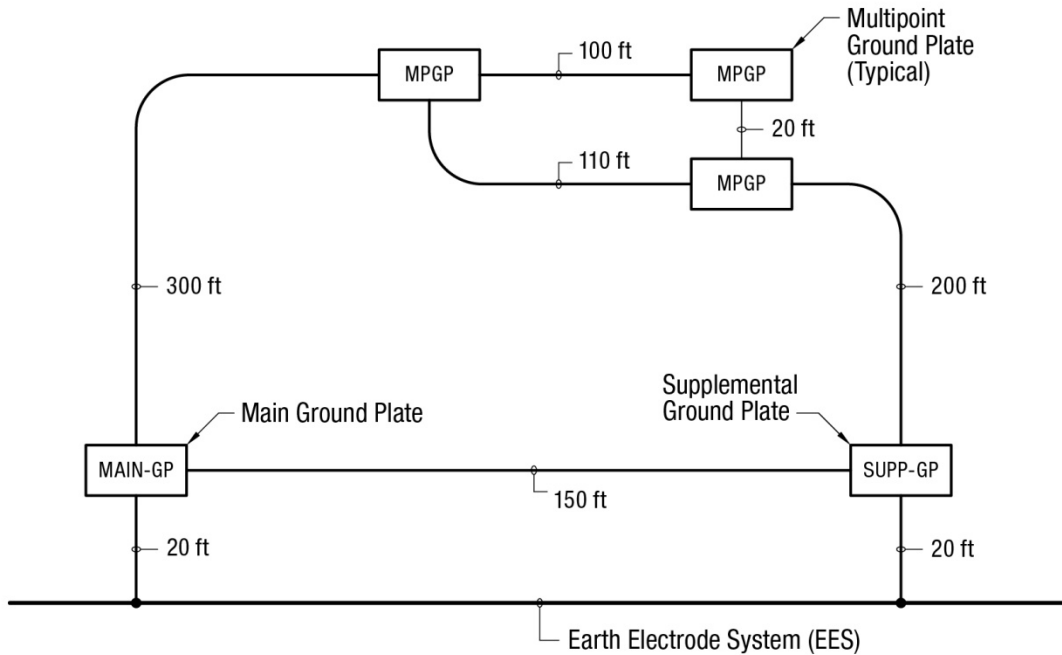 Multipoint
Ground Plate
(Typical)
100 ft
MPGP
MPGP
20 ft
110 ft
MPGP
300 ft
200 ft
Supplemental
Ground Plate
Main Ground Plate
MAIN-GP
SUPP-GP
150 ft
20 ft
20 ft
Earth Electrode System (EES)